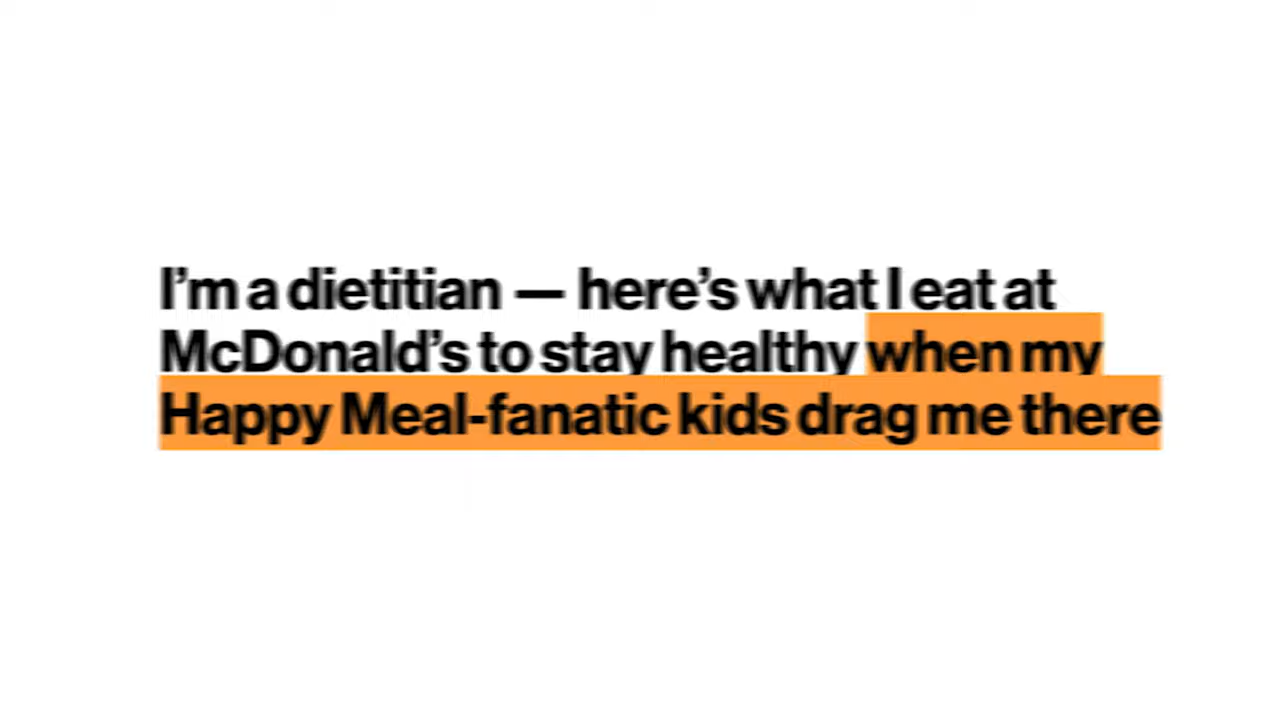 I’m a dietitian — here’s what I eat at
McDonald’s to stay healthy when my
Happy Meal-fanatic kids drag me there